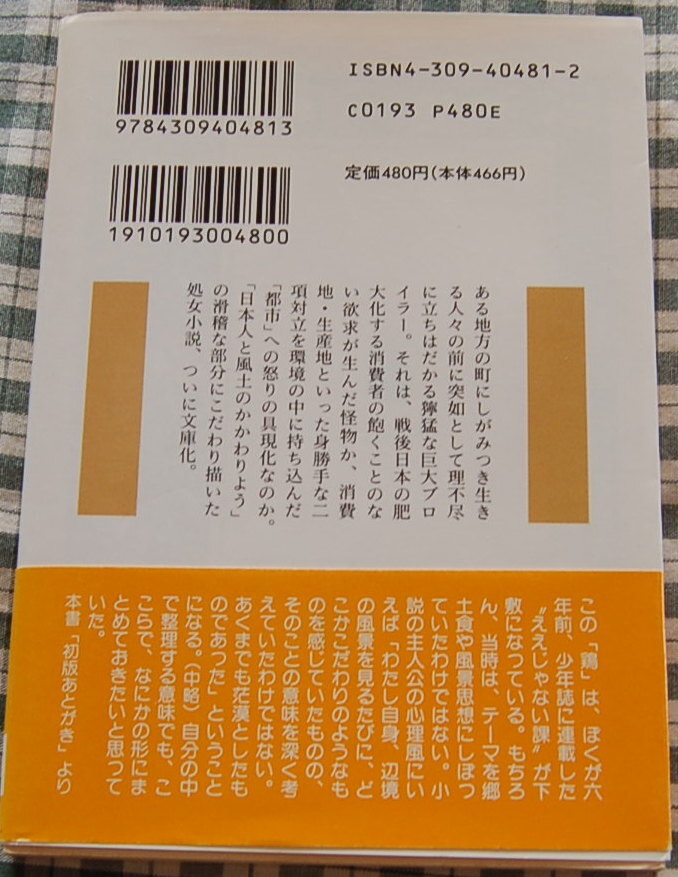 ISBN4-309-40481-2
C0193 P480E
9784309404813
定価480円(本体466円)
1910193004800
ある地方の町にしがみつき生き
る人々の前に突如として理不尽
に立ちはだかる獰猛な巨大ブロ
イラー。それは、戦後日本の肥
大化する消費者の飽くことのな
い欲求が生んだ怪物か、消費
地・生産地といった身勝手な二
項対立を環境の中に持ち込んだ
「都市」への怒りの具現化なのか。
「日本人と風土のかかわりよう」
の滑稽な部分にこだわり描いた
処女小説、ついに文庫化。
この「鶏」は、ぼくが六
年前、少年誌に連載した
〝ええじゃない課〟が下
敷になっている。もちろ
ん、当時は、テーマを郷
土食や風景思想にしぼっ
ていたわけではない。小
説の主人公の心理風にい
えば「わたし自身、辺境
の風景を見るたびに、ど
こかこだわりのようなも
のを感じていたものの、
そのことの意味を深く考
えていたわけではない。
あくまでも茫漠としたも
のであった」ということ
になる。(中略)自分の中
で整理する意味でも、こ
こらで、なにかの形にま
とめておきたいと思って
いた。
本書「初版あとがき」より